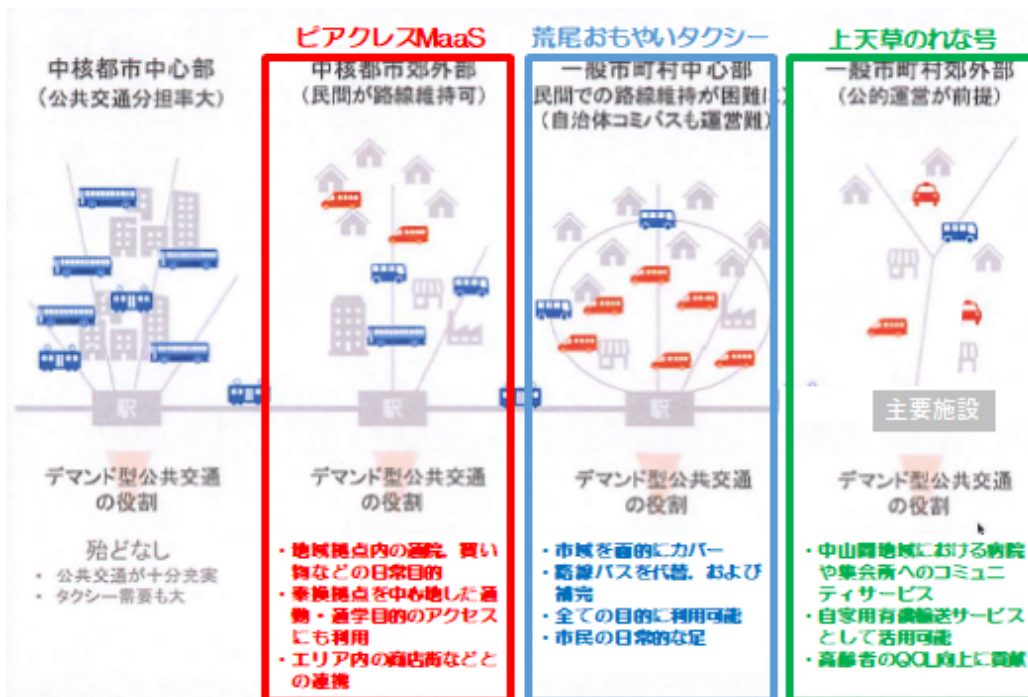 ピアクレスMaaS
荒尾おもやいタクシー
上天草のれな号
中核都市中心部
（公共交通分担率大）
中核都市郊外部
（民間が路線維持可）
一般市町村中心部
民間での路線維持が困難に
（自治体コミバスも運営難）
一般市町村郊外部
（公的運営が前提）
駅
駅
駅
主要施設
デマンド型公共交通
の役割
殆どなし
・ 公共交通が十分充実
・ タクシー需要も大
デマンド型公共交通
の役割
・地域拠点内の通院、買い
物などの日常目的
・乗換拠点を中心地した通
勤・通学目的のアクセス
にも利用
・エリア内の商店街などと
の連携
デマンド型公共交通
の役割
・市域を面的にカバー
・路線バスを代替、および
補完
・全ての目的に利用可能
・市民の日常的な足
デマンド型公共交通
の役割
・中山間地域における病院
や集会所へのコミュニ
ティサービス
・自家用有償輸送サービス
として活用可能
・高齢者のQOL向上に貢献